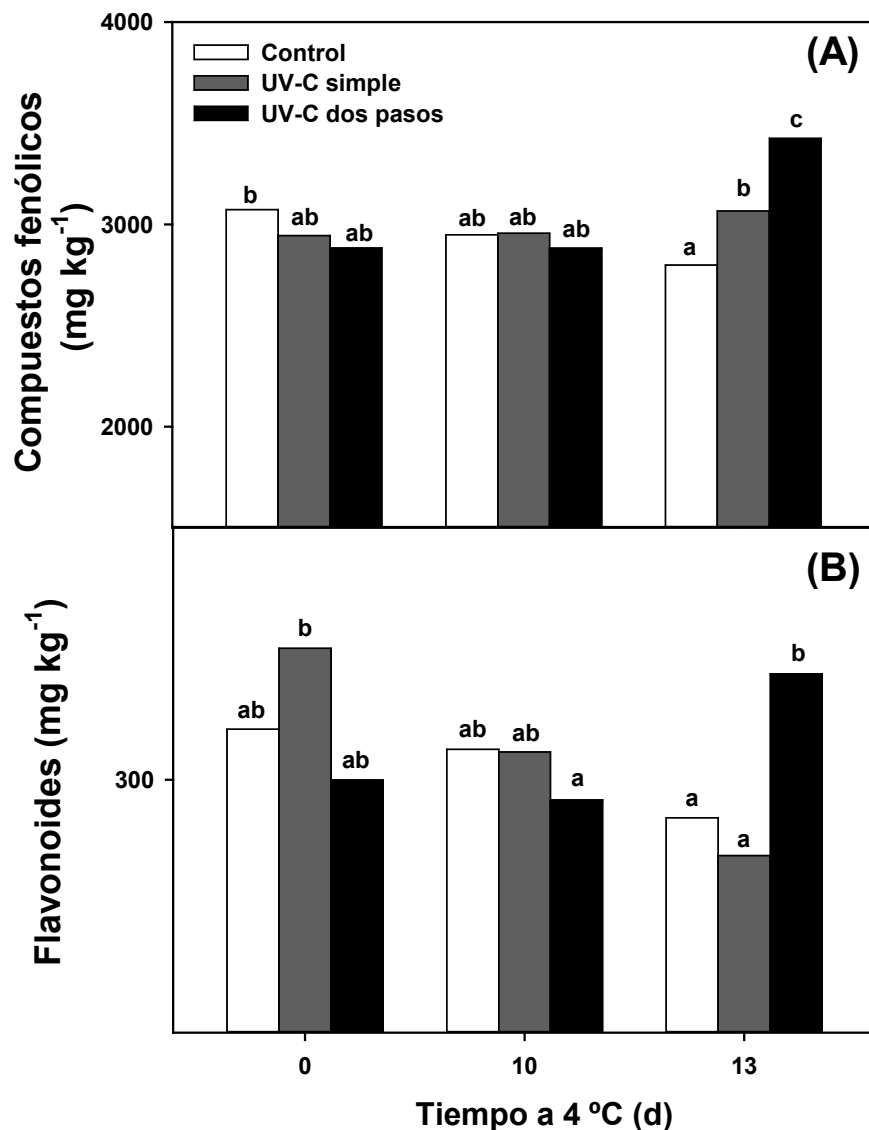 4000
(A)
Control
UV-C simple
UV-C dos pasos
Compuestos fenólicos
(mg kg⁻¹)
3000
2000
b
ab
ab
ab
ab
ab
a
b
c
(B)
Flavonoides (mg kg⁻¹)
300
ab
b
ab
ab
ab
a
a
a
b
0
10
13
Tiempo a 4 ºC (d)